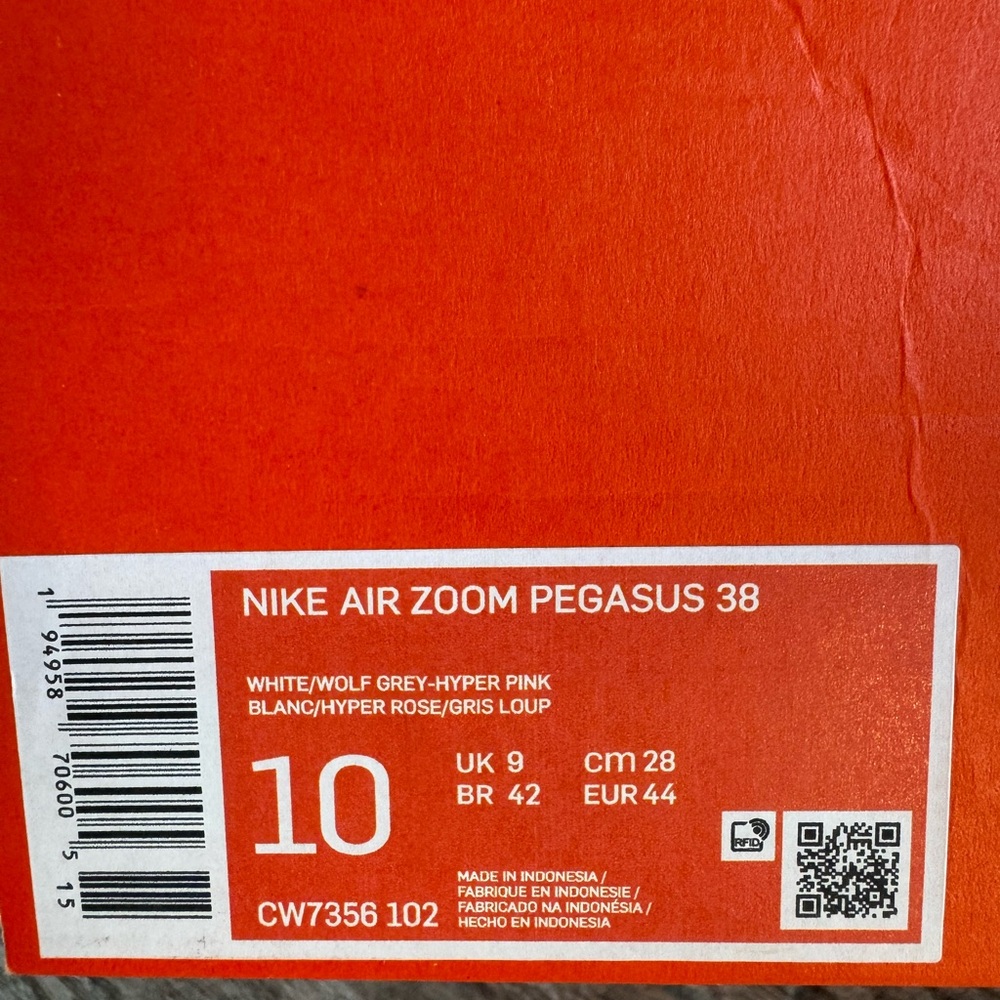 NIKE AIR ZOOM PEGASUS 38
WHITE/WOLF GREY-HYPER PINK
BLANC/HYPER ROSE/GRIS LOUP
10
UK 9 cm 28
BR 42 EUR 44
CW7356 102
MADE IN INDONESIA /
FABRIQUE EN INDONESIE /
FABRICADO NA INDONÉSIA /
HECHO EN INDONESIA
RFID
1 94958 70600 5 15